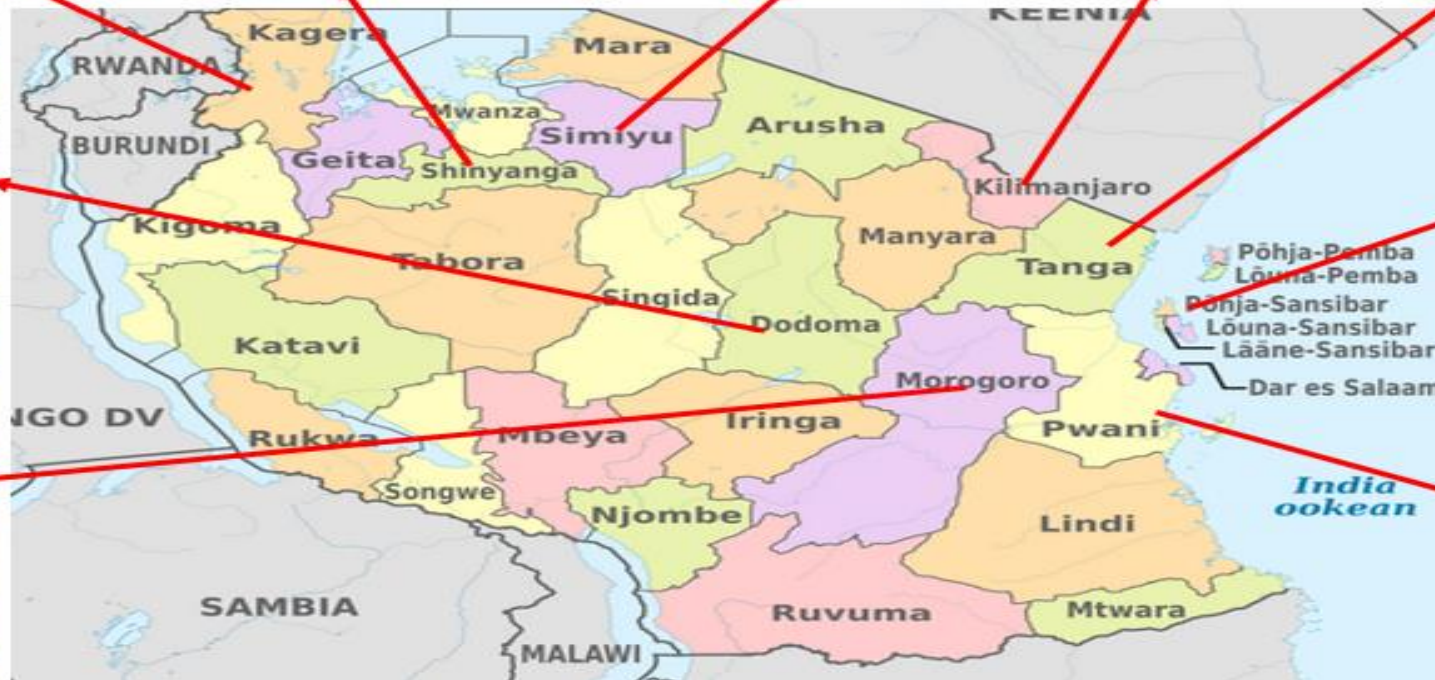 KEENIA
Kagera
Mara
RWANDA
Mwanza
Arusha
Simiyu
BURUNDI
Geita
Shinyanga
Kilimanjaro
Kigoma
Manyara
Tabora
Tanga
Põhja-Pemba
Lõuna-Pemba
Singida
Dodoma
Põhja-Sansibar
Lõuna-Sansibar
Lääne-Sansibar
Katavi
Morogoro
Dar es Salaam
NGO DV
Rukwa
Mbeya
Iringa
Pwani
Songwe
Njombe
Lindi
India
ookean
SAMBIA
Ruvuma
Mtwara
MALAWI